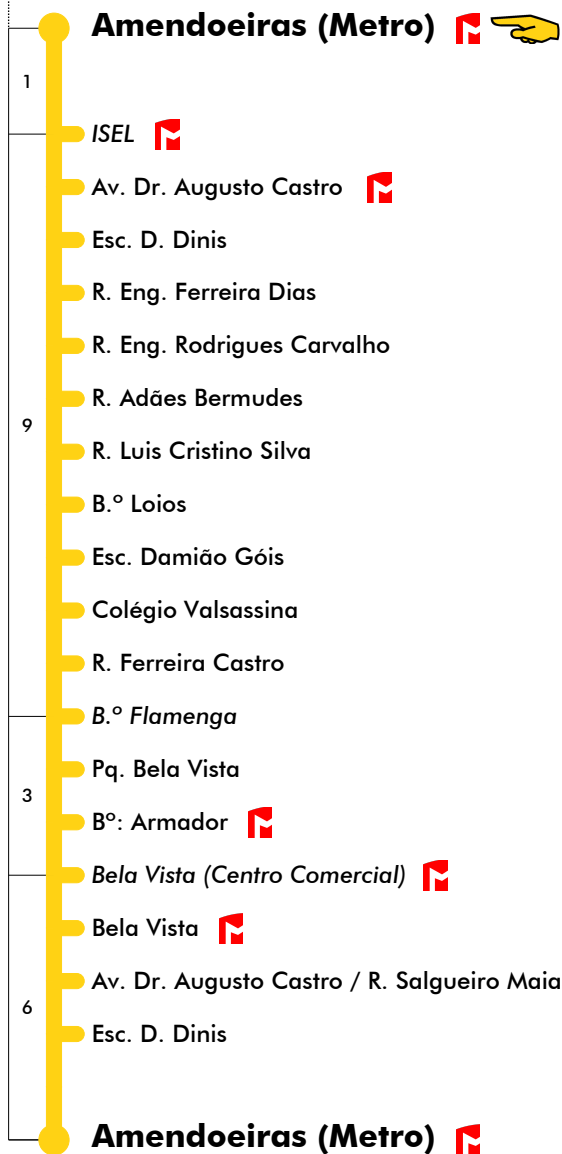 Amendoeiras (Metro)
1
ISEL
Av. Dr. Augusto Castro
Esc. D. Dinis
R. Eng. Ferreira Dias
R. Eng. Rodrigues Carvalho
R. Adães Bermudes
9
R. Luis Cristino Silva
B.º Loios
Esc. Damião Góis
Colégio Valsassina
R. Ferreira Castro
B.º Flamenga
Pq. Bela Vista
3
Bº: Armador
Bela Vista (Centro Comercial)
Bela Vista
Av. Dr. Augusto Castro / R. Salgueiro Maia
6
Esc. D. Dinis
Amendoeiras (Metro)